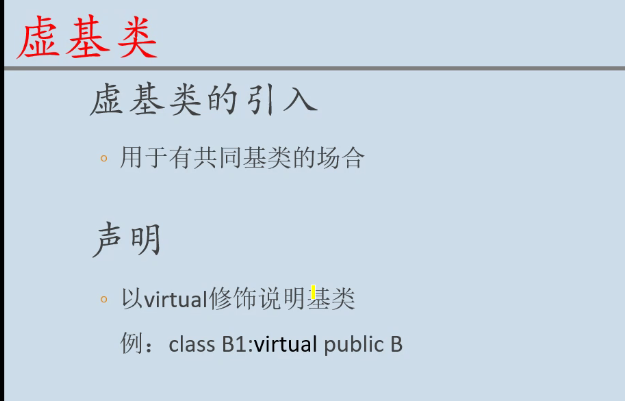 虚基类
虚基类的引入
用于有共同基类的场合
声明
以virtual修饰说明基类
例：class B1:virtual public B